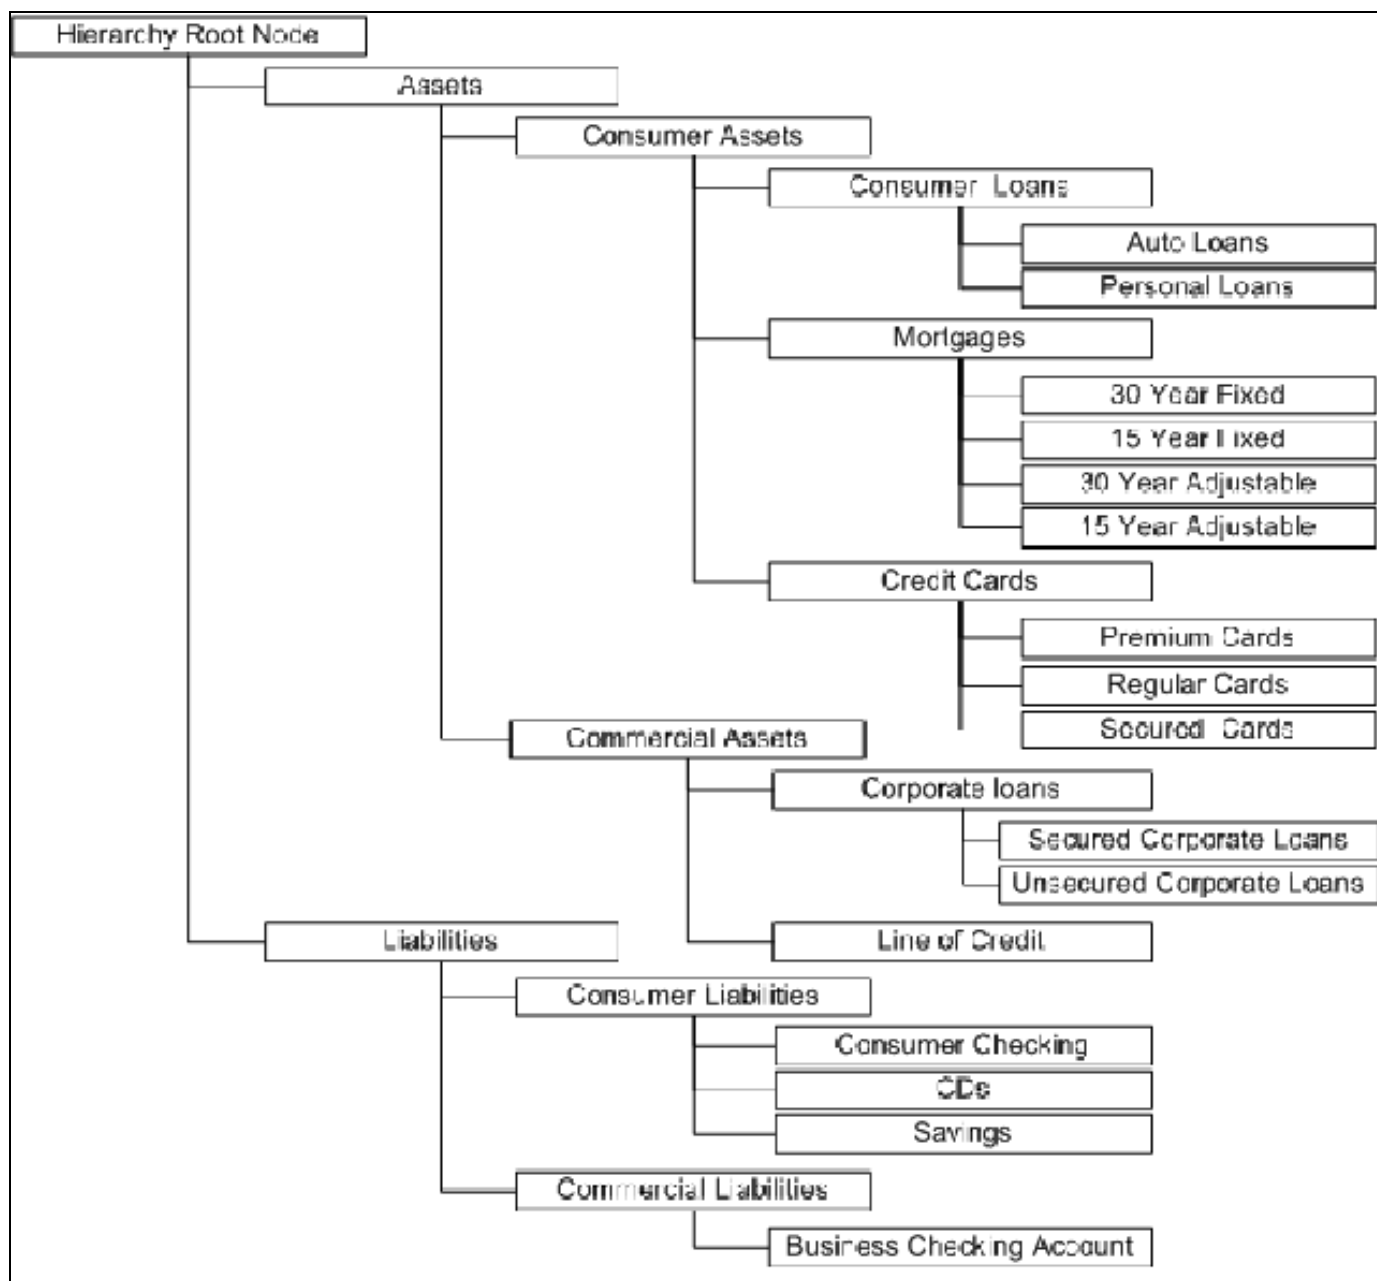 Hierarchy Root Node
Assets
Consumer Assets
Consumer Loans
Auto Loans
Personal Loans
Mortgages
30 Year Fixed
15 Year Fixed
30 Year Adjustable
15 Year Adjustable
Credit Cards
Premium Cards
Regular Cards
Secured Cards
Commercial Assets
Corporate loans
Secured Corporate Loans
Unsecured Corporate Loans
Liabilities
Line of Credit
Consumer Liabilities
Consumer Checking
CDs
Savings
Commercial Liabilities
Business Checking Account